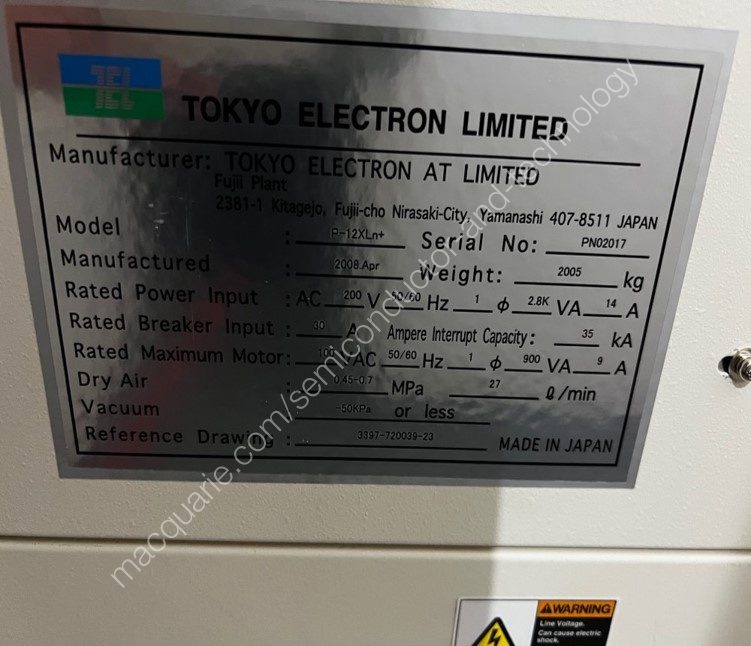 TEL
TOKYO ELECTRON LIMITED
Manufacturer: TOKYO ELECTRON AT LIMITED
Fujii Plant
2381-1 Kitagejo, Fujii-cho Nirasaki-City, Yamanashi 407-8511 JAPAN
Model : P-12XLn+ Serial No: PN02017
Manufactured : 2008.Apr Weight: 2005 kg
Rated Power Input : AC 200 V 50/60 Hz 1 ϕ 2.8K VA 14 A
Rated Breaker Input : 30 A Ampere Interrupt Capacity: 35 kA
Rated Maximum Motor: 100 VAC 50/60 Hz 1 ϕ 900 VA 9 A
Dry Air : 0.45-0.7 MPa 27 ℓ/min
Vacuum : -50KPa or less
Reference Drawing : 3397-720039-23 MADE IN JAPAN
macquarie.com/semiconductor-and-technology
WARNING
Line Voltage.
Can cause electric
shock.